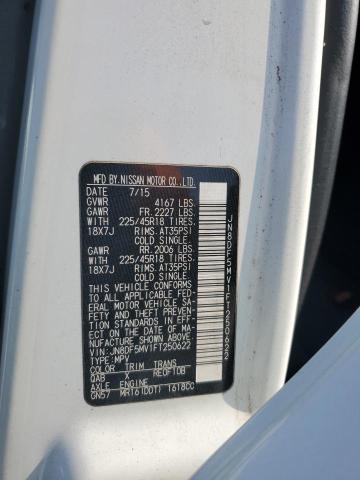 MFD BY.NISSAN MOTOR CO.,LTD.
DATE 7/15
GVWR 4167 LBS.
GAWR FR.2227 LBS.
225/45R18 TIRES
18X7J RIMS.AT35PSI
COLD SINGLE.
GAWR RR.2006 LBS.
225/45R18 TIRES
18X7J RIMS.AT35PSI
COLD SINGLE.
THIS VEHICLE CONFORMS
TO ALL APPLICABLE FED-
ERAL MOTOR VEHICLE SA-
FETY AND THEFT PREVEN-
TION STANDARDS IN EFF-
ECT ON THE DATE OF MA-
NUFACTURE SHOWN ABOVE.
VIN:JN8DF5MV1FT250622
TYPE:MPV
COLOR TRIM TRANS
QAB X RE0F10B
AXLE ENGINE
GN57 MR16(DDT) 1618CC
JN8DF5MV1FT250622